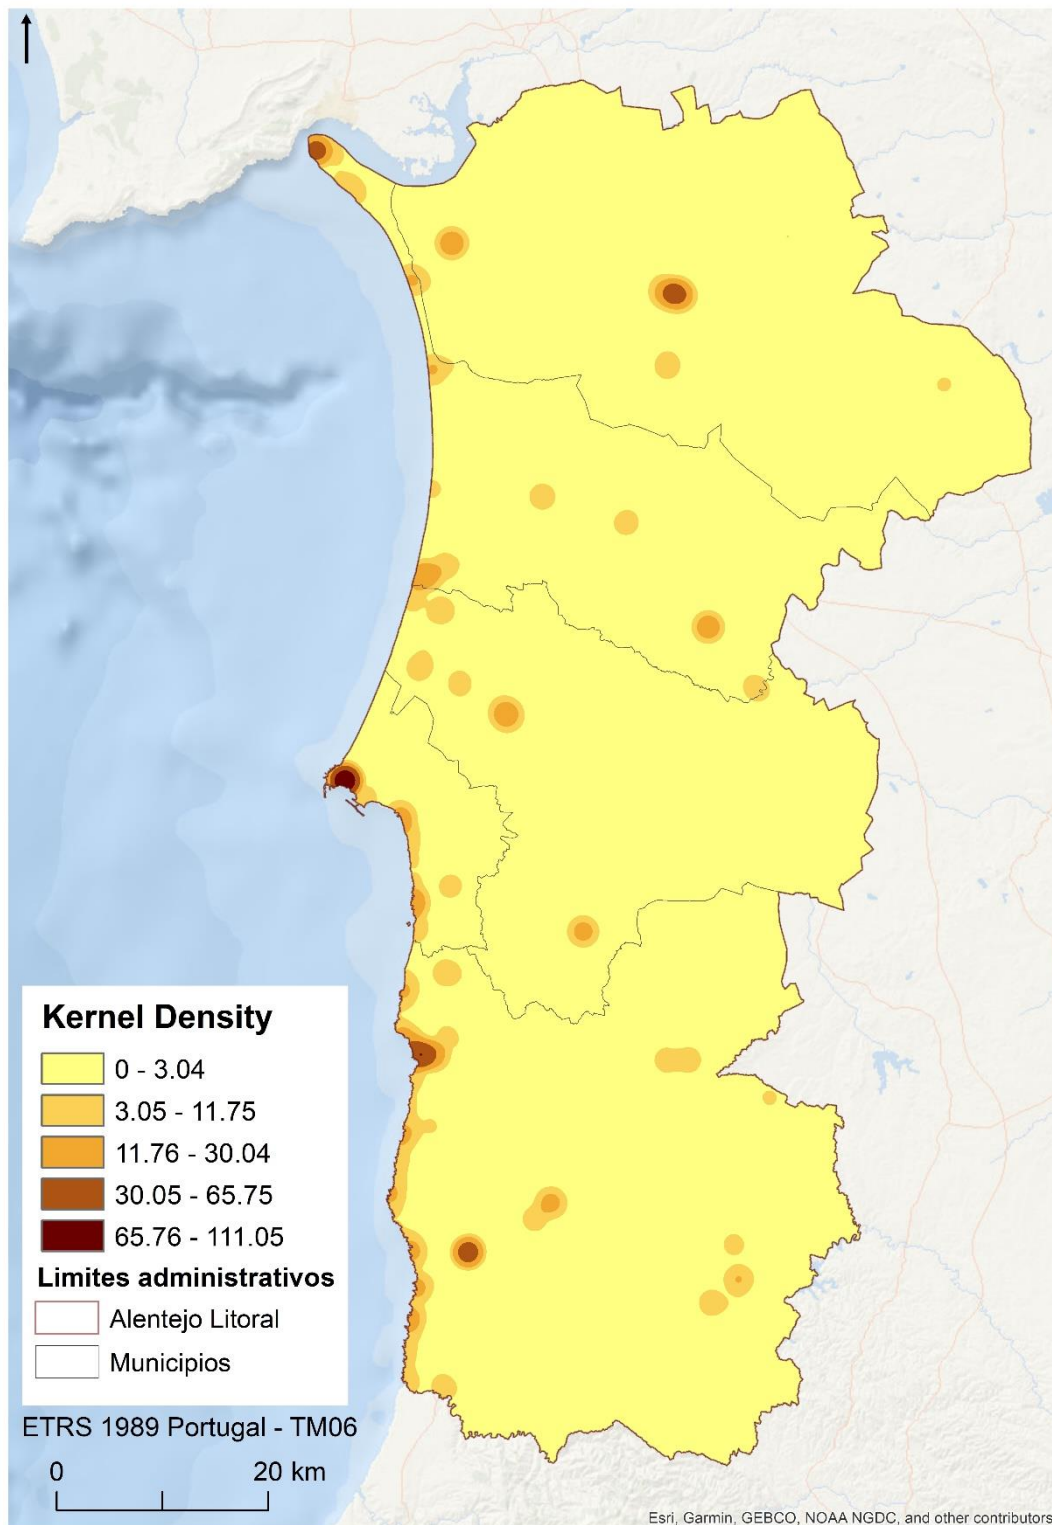 Kernel Density
0 - 3.04
3.05 - 11.75
11.76 - 30.04
30.05 - 65.75
65.76 - 111.05
Limites administrativos
Alentejo Litoral
Municipios
ETRS 1989 Portugal - TM06
0 20 km
Esri, Garmin, GEBCO, NOAA NGDC, and other contributors